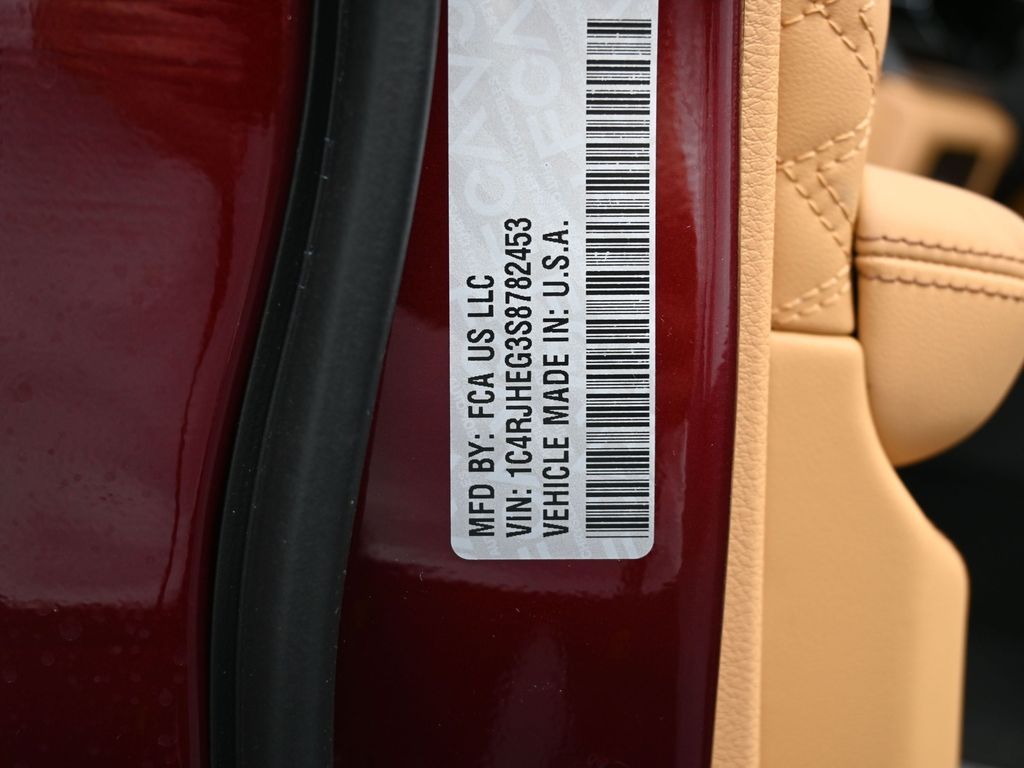 MFD BY: FCA US LLC
VIN: 1C4RJHEG3S8782453
VEHICLE MADE IN: U.S.A.